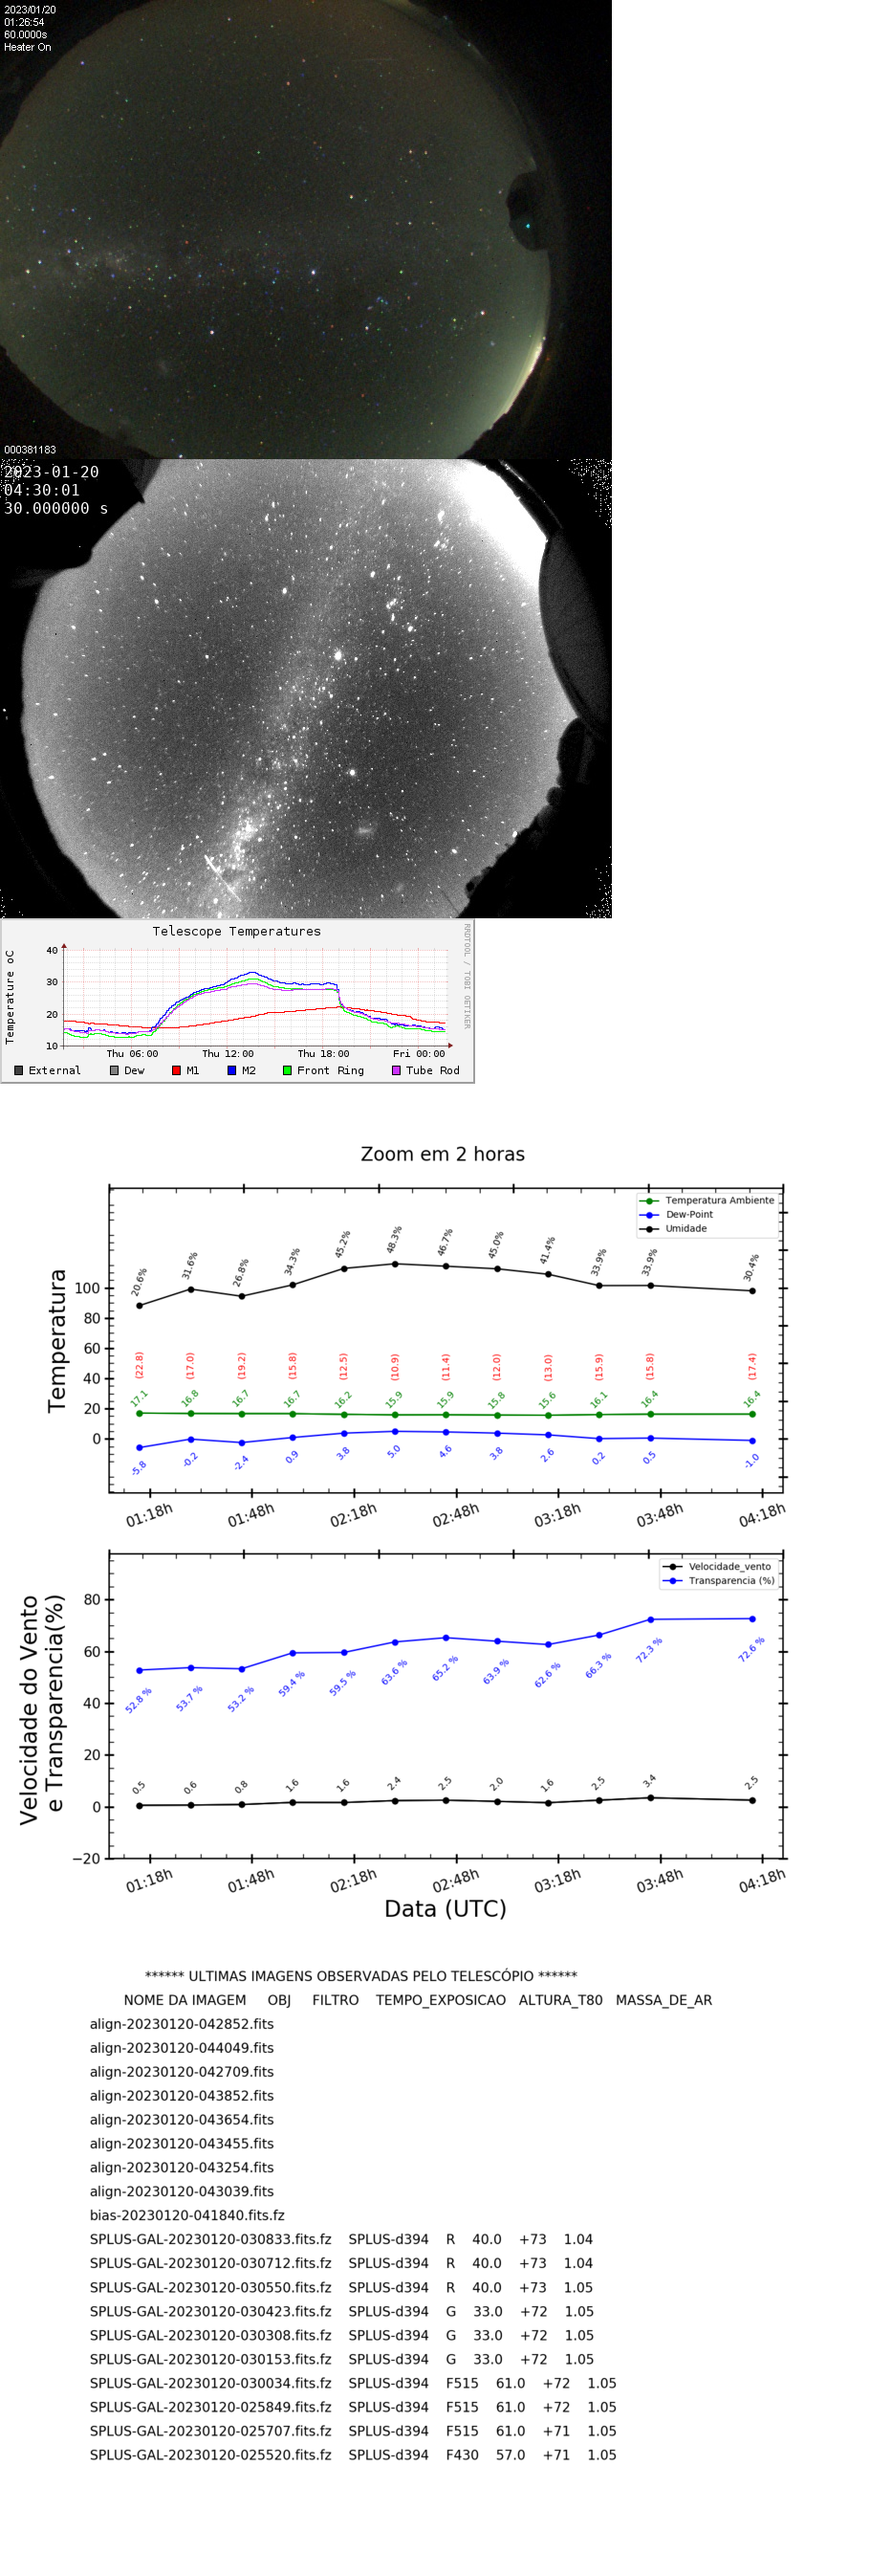 2023/01/20
01:26:54
60.0000s
Heater On
000381183
2023-01-20
04:30:01
30.000000 s
Telescope Temperatures
RRDTOOL / TOBI OETIKER
Temperature oC
40
30
20
10
Thu 06:00 Thu 12:00 Thu 18:00 Fri 00:00
External Dew M1 M2 Front Ring Tube Rod
Zoom em 2 horas
Temperatura Ambiente
Dew-Point
Umidade
Temperatura
100
80
60
40
20
0
20.6% 31.6% 26.8% 34.3% 45.2% 48.3% 46.7% 45.0% 41.4% 33.9% 33.9% 30.4%
(22.8) (17.0) (19.2) (15.8) (12.5) (10.9) (11.4) (12.0) (13.0) (15.9) (15.8) (17.4)
17.1 16.8 16.7 16.7 16.2 15.9 15.9 15.8 15.6 16.1 16.4 16.4
-5.8 -0.2 -2.4 0.9 3.8 5.0 4.6 3.8 2.6 0.2 0.5 -1.0
01:18h 01:48h 02:18h 02:48h 03:18h 03:48h 04:18h
Velocidade_vento
Transparencia (%)
Velocidade do Vento
e Transparencia(%)
80
60
40
20
0
−20
52.8 % 53.7 % 53.2 % 59.4 % 59.5 % 63.6 % 65.2 % 63.9 % 62.6 % 66.3 % 72.3 % 72.6 %
0.5 0.6 0.8 1.6 1.6 2.4 2.5 2.0 1.6 2.5 3.4 2.5
01:18h 01:48h 02:18h 02:48h 03:18h 03:48h 04:18h
Data (UTC)
****** ULTIMAS IMAGENS OBSERVADAS PELO TELESCÓPIO ******
NOME DA IMAGEM OBJ FILTRO TEMPO_EXPOSICAO ALTURA_T80 MASSA_DE_AR
align-20230120-042852.fits
align-20230120-044049.fits
align-20230120-042709.fits
align-20230120-043852.fits
align-20230120-043654.fits
align-20230120-043455.fits
align-20230120-043254.fits
align-20230120-043039.fits
bias-20230120-041840.fits.fz
SPLUS-GAL-20230120-030833.fits.fz SPLUS-d394 R 40.0 +73 1.04
SPLUS-GAL-20230120-030712.fits.fz SPLUS-d394 R 40.0 +73 1.04
SPLUS-GAL-20230120-030550.fits.fz SPLUS-d394 R 40.0 +73 1.05
SPLUS-GAL-20230120-030423.fits.fz SPLUS-d394 G 33.0 +72 1.05
SPLUS-GAL-20230120-030308.fits.fz SPLUS-d394 G 33.0 +72 1.05
SPLUS-GAL-20230120-030153.fits.fz SPLUS-d394 G 33.0 +72 1.05
SPLUS-GAL-20230120-030034.fits.fz SPLUS-d394 F515 61.0 +72 1.05
SPLUS-GAL-20230120-025849.fits.fz SPLUS-d394 F515 61.0 +72 1.05
SPLUS-GAL-20230120-025707.fits.fz SPLUS-d394 F515 61.0 +71 1.05
SPLUS-GAL-20230120-025520.fits.fz SPLUS-d394 F430 57.0 +71 1.05